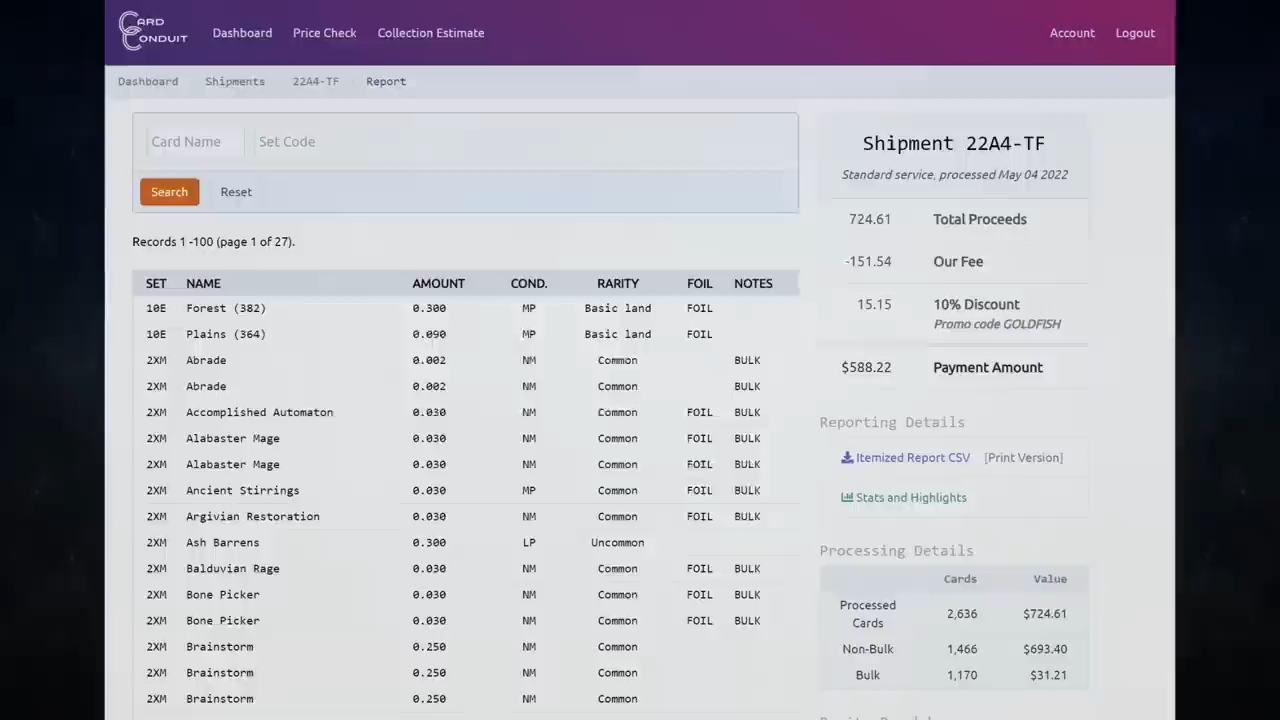 CARD
CONDUIT
Dashboard Price Check Collection Estimate Account Logout
Dashboard Shipments 22A4-TF Report
Card Name Set Code
Search Reset
Records 1 -100 (page 1 of 27).
SET NAME AMOUNT COND. RARITY FOIL NOTES
10E Forest (382) 0.300 MP Basic land FOIL
10E Plains (364) 0.090 MP Basic land FOIL
2XM Abrade 0.002 NM Common BULK
2XM Abrade 0.002 NM Common BULK
2XM Accomplished Automaton 0.030 NM Common FOIL BULK
2XM Alabaster Mage 0.030 NM Common FOIL BULK
2XM Alabaster Mage 0.030 NM Common FOIL BULK
2XM Ancient Stirrings 0.030 MP Common FOIL BULK
2XM Argivian Restoration 0.030 NM Common FOIL BULK
2XM Ash Barrens 0.300 LP Uncommon
2XM Balduvian Rage 0.030 NM Common FOIL BULK
2XM Bone Picker 0.030 NM Common FOIL BULK
2XM Bone Picker 0.030 NM Common FOIL BULK
2XM Brainstorm 0.250 NM Common
2XM Brainstorm 0.250 NM Common
2XM Brainstorm 0.250 NM Common
Shipment 22A4-TF
Standard service, processed May 04 2022
724.61 Total Proceeds
-151.54 Our Fee
15.15 10% Discount
Promo code GOLDFISH
$588.22 Payment Amount
Reporting Details
Itemized Report CSV [Print Version]
Stats and Highlights
Processing Details
Cards Value
Processed
Cards 2,636 $724.61
Non-Bulk 1,466 $693.40
Bulk 1,170 $31.21